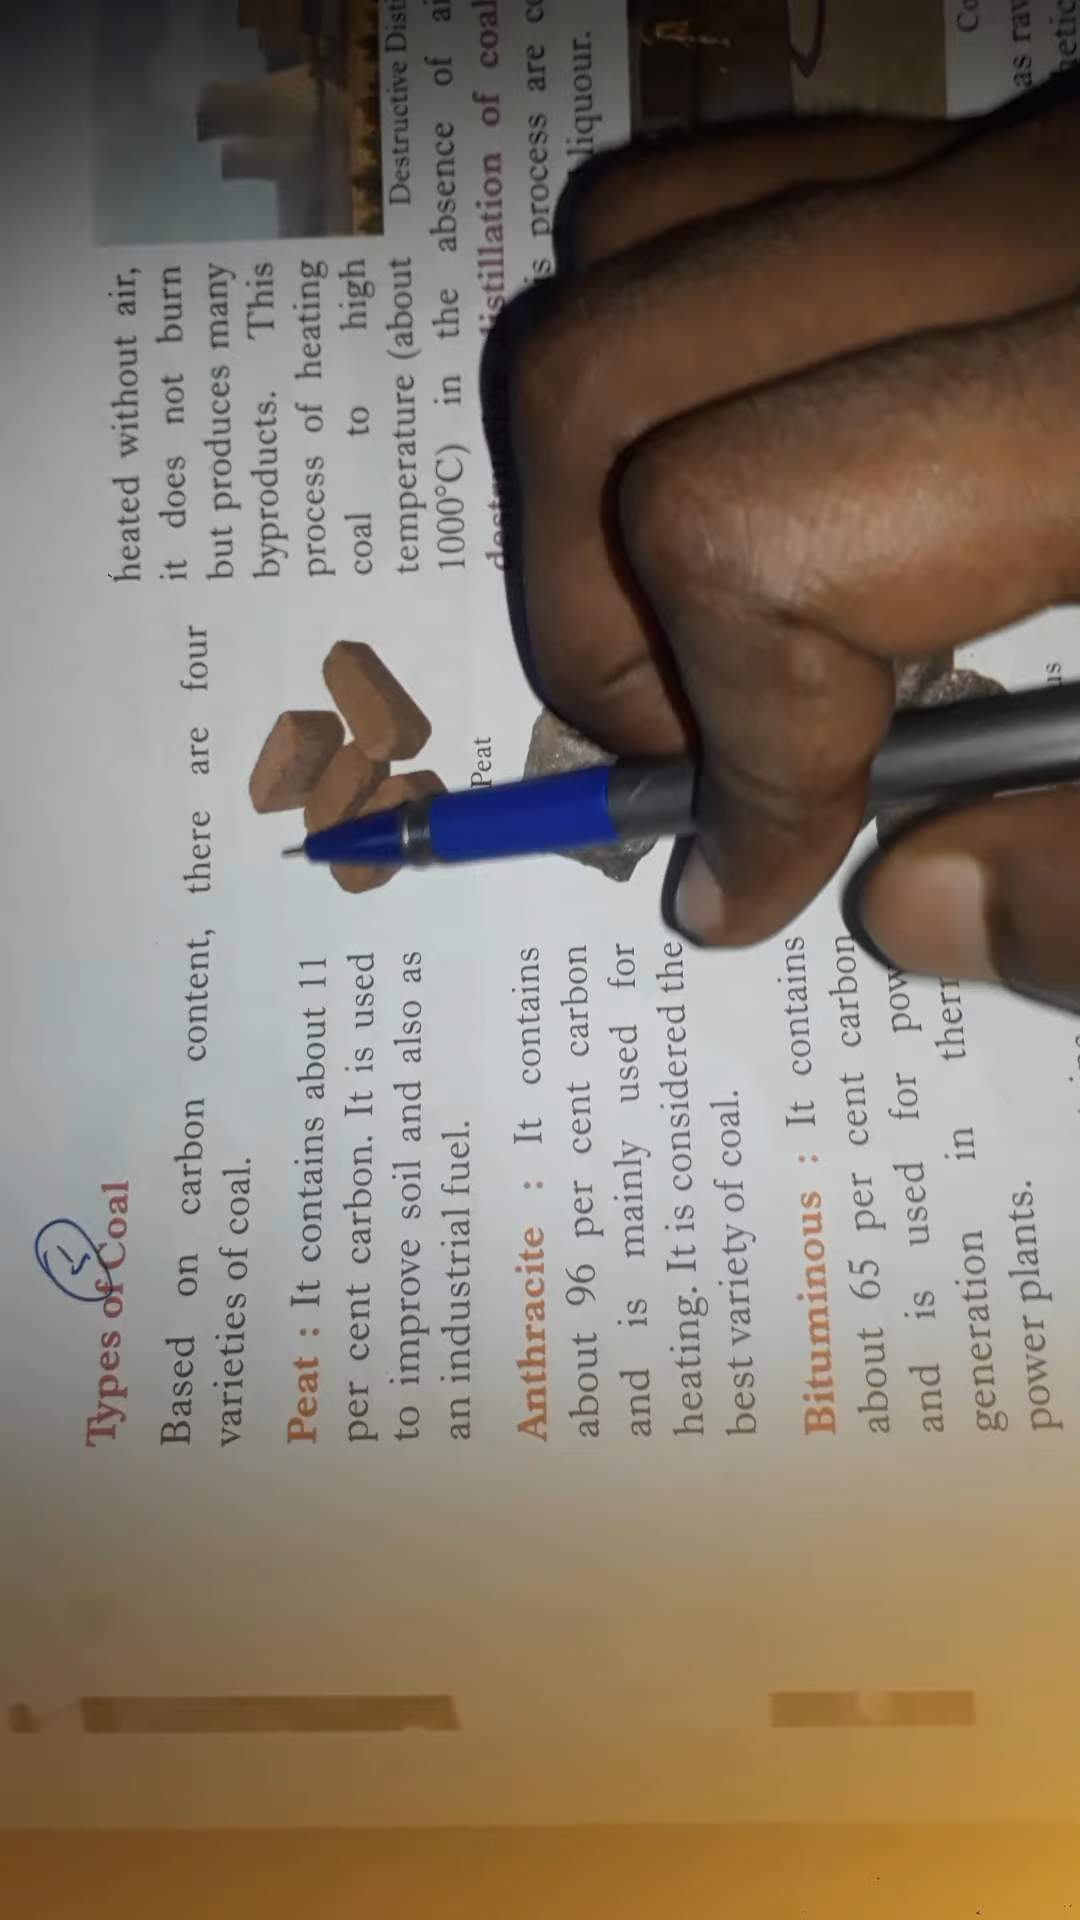 Types of Coal
Based on carbon content, there are four
varieties of coal.
Peat : It contains about 11
per cent carbon. It is used
to improve soil and also as
an industrial fuel.
Peat
Anthracite : It contains
about 96 per cent carbon
and is mainly used for
heating. It is considered the
best variety of coal.
Bituminous : It contains
about 65 per cent carbon
and is used for
generation in
power plants.
heated without air,
it does not burn
but produces many
byproducts. This
process of heating
coal to high
temperature (about
1000°C) in the absence of
of coal
process are
liquour.
Destructive
as